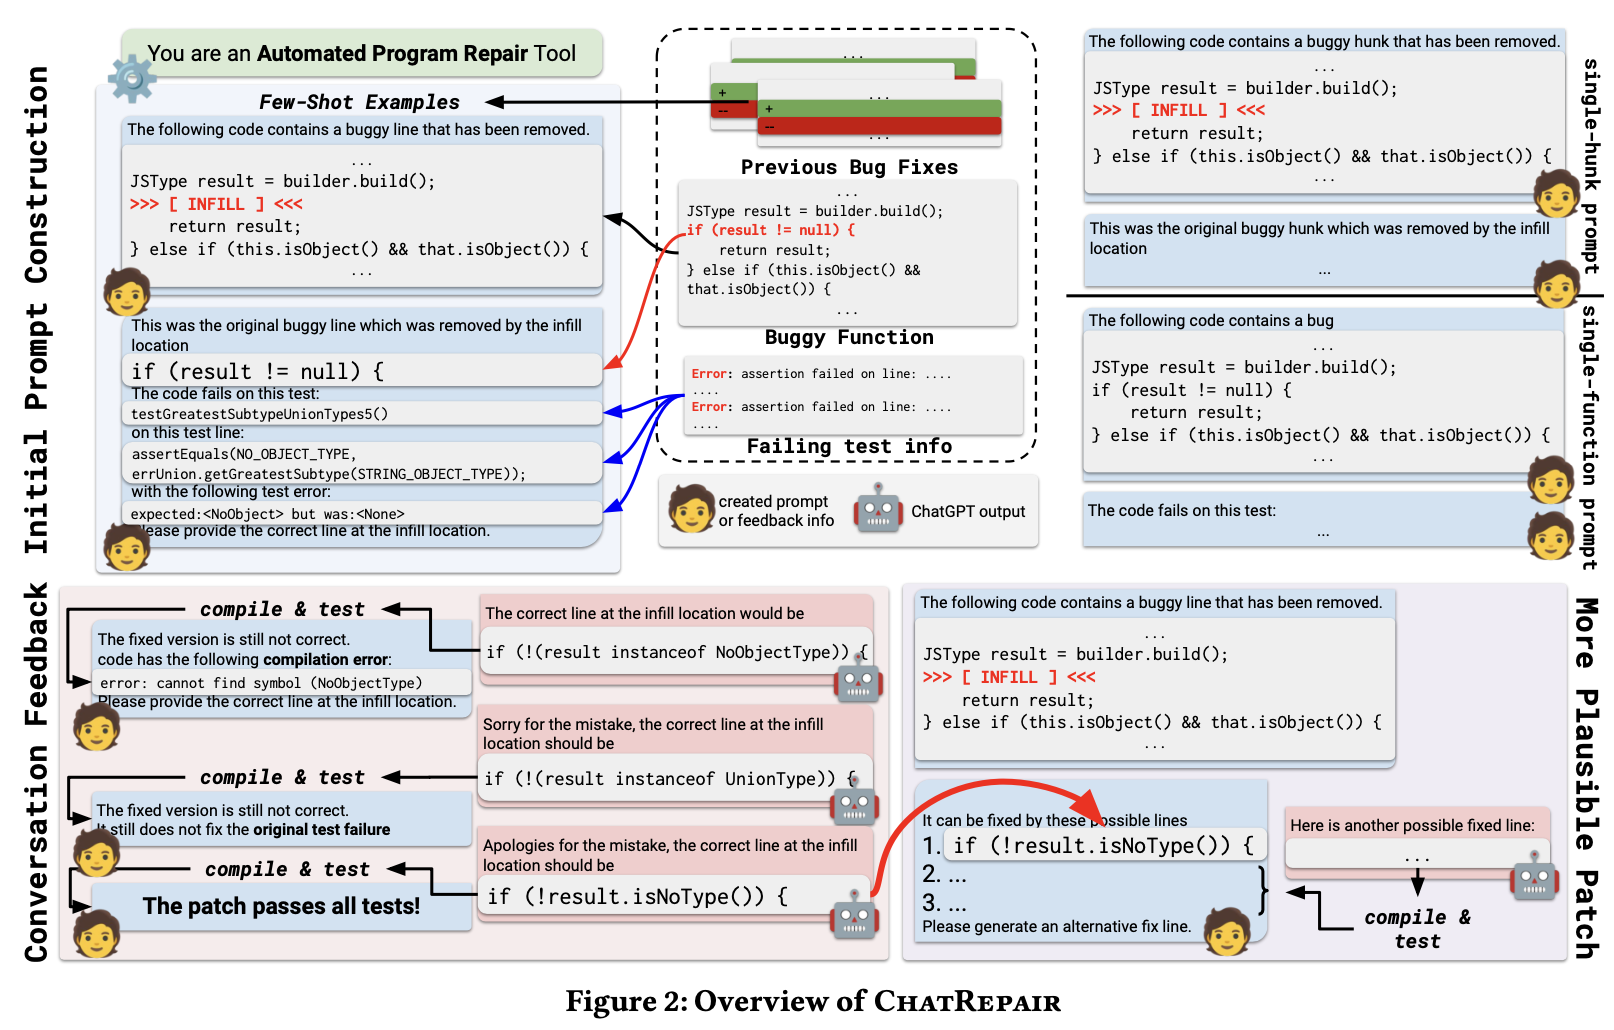 Initial Prompt Construction
You are an Automated Program Repair Tool
Few-Shot Examples
The following code contains a buggy line that has been removed.
...
JSType result = builder.build();
>>> [ INFILL ] <<<
return result;
} else if (this.isObject() && that.isObject()) {
...
This was the original buggy line which was removed by the infill
location
if (result != null) {
The code fails on this test:
testGreatestSubtypeUnionTypes5()
on this test line:
assertEquals(NO_OBJECT_TYPE,
errUnion.getGreatestSubtype(STRING_OBJECT_TYPE));
with the following test error:
expected:<NoObject> but was:<None>
Please provide the correct line at the infill location.
...
+
--
...
+
--
...
Previous Bug Fixes
...
JSType result = builder.build();
if (result != null) {
return result;
} else if (this.isObject() &&
that.isObject()) {
...
Buggy Function
Error: assertion failed on line: ....
....
Error: assertion failed on line: ....
....
Failing test info
created prompt
or feedback info
ChatGPT output
The following code contains a buggy hunk that has been removed.
...
JSType result = builder.build();
>>> [ INFILL ] <<<
return result;
} else if (this.isObject() && that.isObject()) {
...
This was the original buggy hunk which was removed by the infill
location
...
single-hunk prompt
The following code contains a bug
...
JSType result = builder.build();
if (result != null) {
return result;
} else if (this.isObject() && that.isObject()) {
...
The code fails on this test:
...
single-function prompt
Conversation Feedback
compile & test
The correct line at the infill location would be
if (!(result instanceof NoObjectType)) {
The fixed version is still not correct.
code has the following compilation error:
error: cannot find symbol (NoObjectType)
Please provide the correct line at the infill location.
Sorry for the mistake, the correct line at the infill
location should be
if (!(result instanceof UnionType)) {
compile & test
The fixed version is still not correct.
It still does not fix the original test failure
Apologies for the mistake, the correct line at the infill
location should be
if (!result.isNoType()) {
compile & test
The patch passes all tests!
The following code contains a buggy line that has been removed.
...
JSType result = builder.build();
>>> [ INFILL ] <<<
return result;
} else if (this.isObject() && that.isObject()) {
...
It can be fixed by these possible lines
1. if (!result.isNoType()) {
2. ...
3. ...
Please generate an alternative fix line.
Here is another possible fixed line:
...
compile &
test
More Plausible Patch
Figure 2: Overview of CHATREPAIR